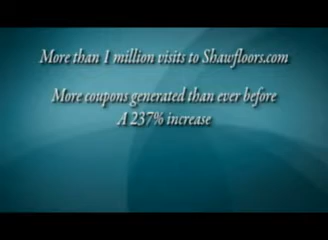 More than 1 million visits to Shawfloors.com
More coupons generated than ever before
A 237% increase